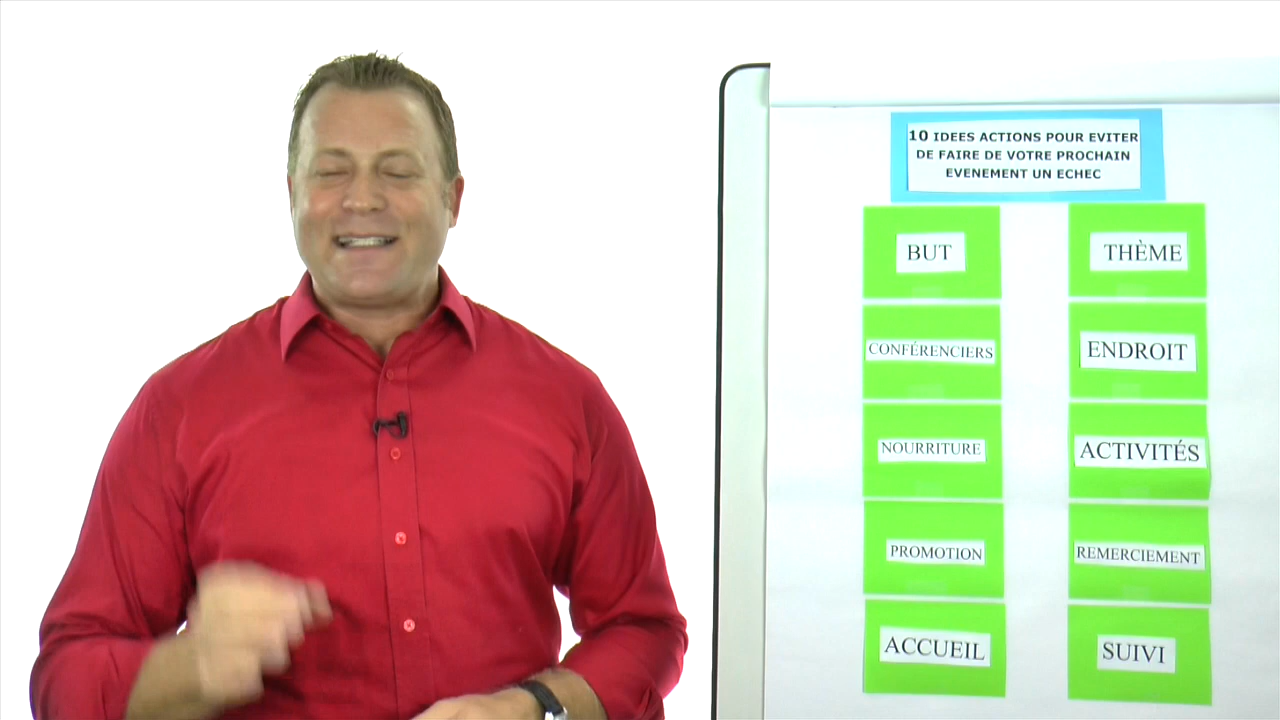 10 IDEES ACTIONS POUR EVITER
DE FAIRE DE VOTRE PROCHAIN
EVENEMENT UN ECHEC
BUT
THÈME
CONFÉRENCIERS
ENDROIT
NOURRITURE
ACTIVITÉS
PROMOTION
REMERCIEMENT
ACCUEIL
SUIVI